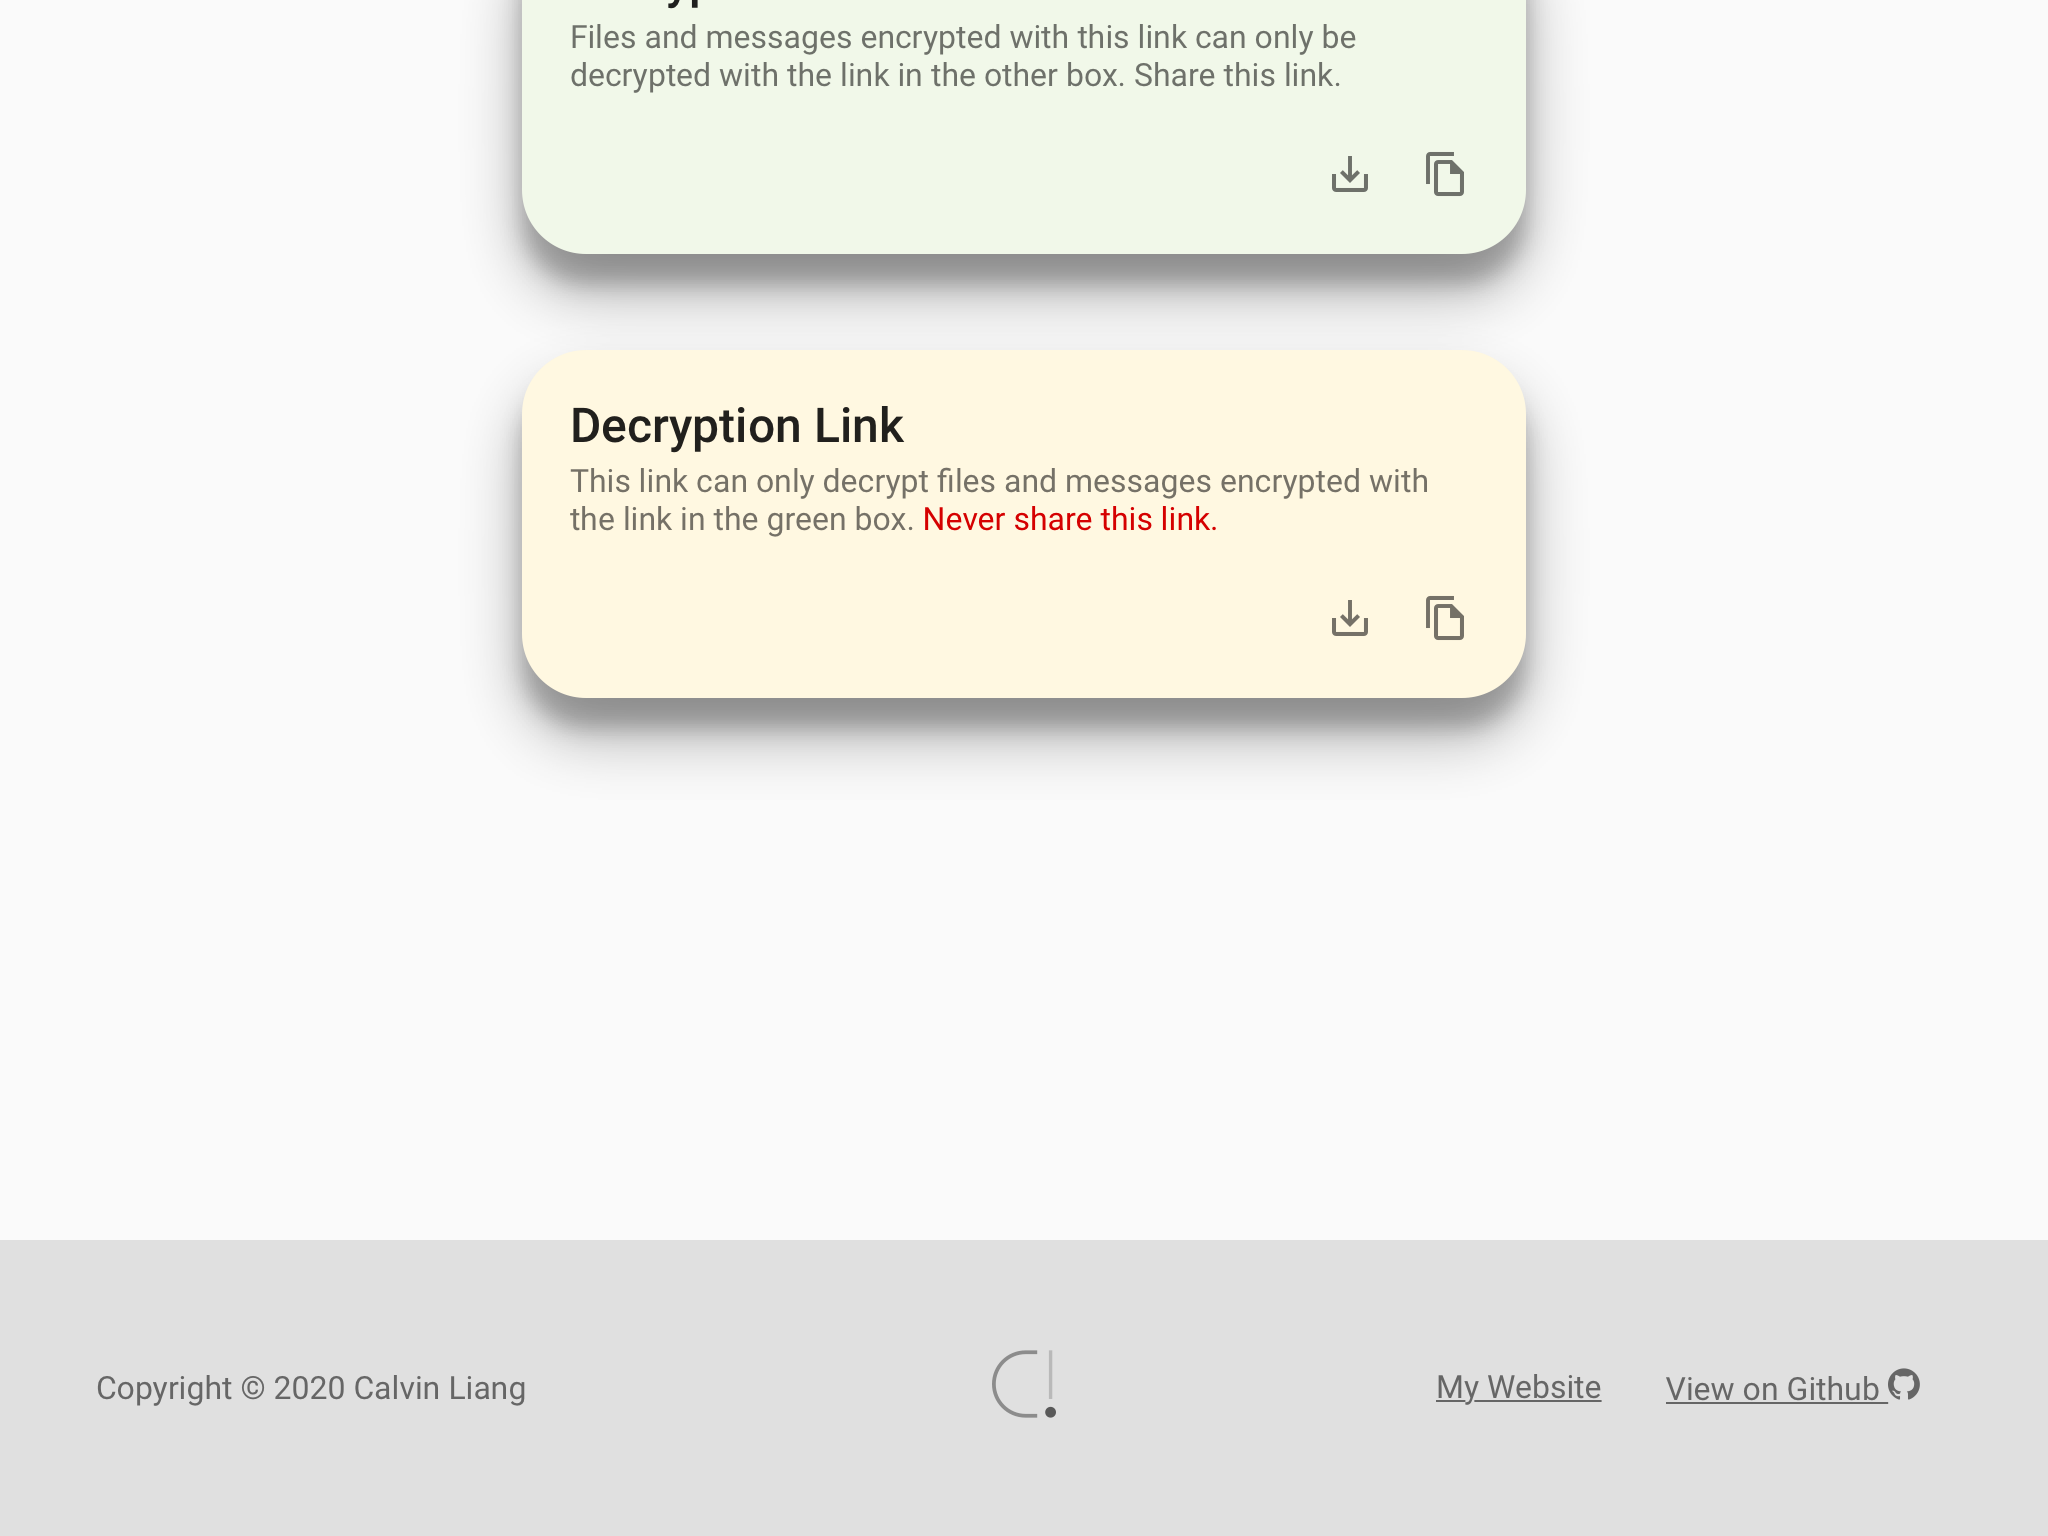 Files and messages encrypted with this link can only be
decrypted with the link in the other box. Share this link.
Decryption Link
This link can only decrypt files and messages encrypted with
the link in the green box. Never share this link.
Copyright © 2020 Calvin Liang
My Website
View on Github